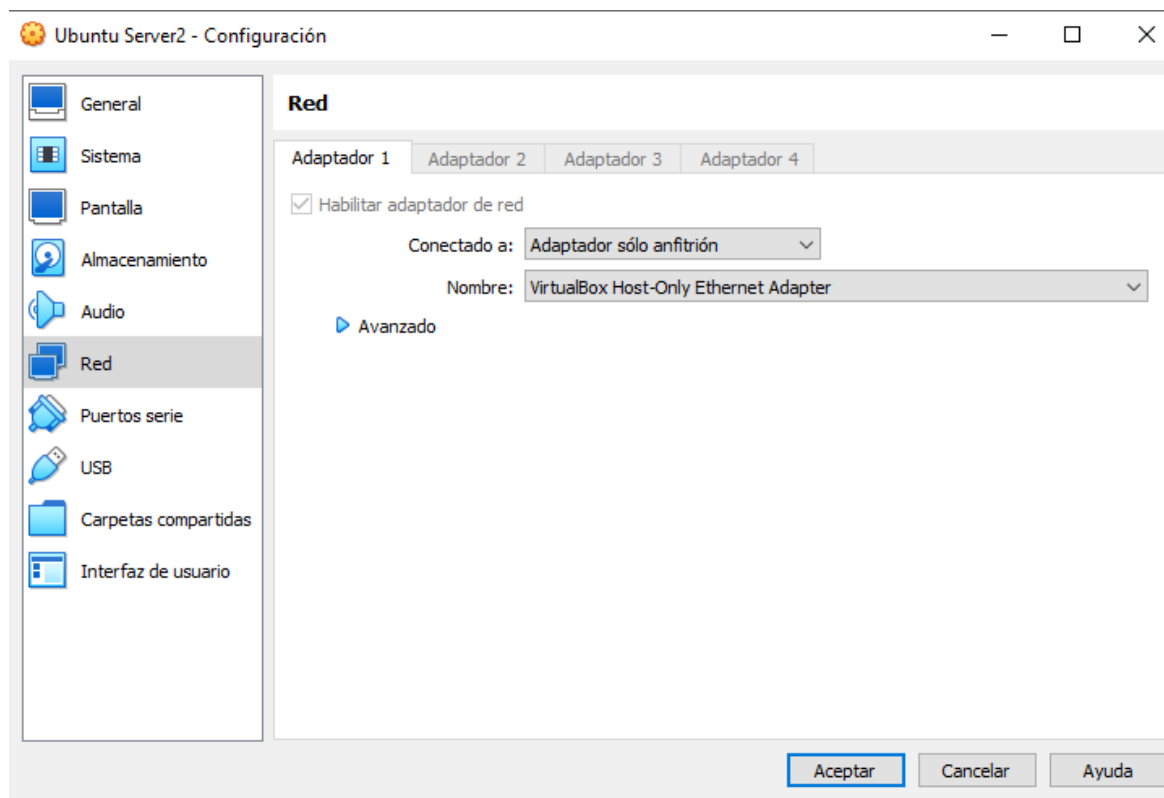 Ubuntu Server2 - Configuración
General
Sistema
Pantalla
Almacenamiento
Audio
Red
Puertos serie
USB
Carpetas compartidas
Interfaz de usuario
Red
Adaptador 1 Adaptador 2 Adaptador 3 Adaptador 4
Habilitar adaptador de red
Conectado a: Adaptador sólo anfitrión
Nombre: VirtualBox Host-Only Ethernet Adapter
Avanzado
Aceptar Cancelar Ayuda